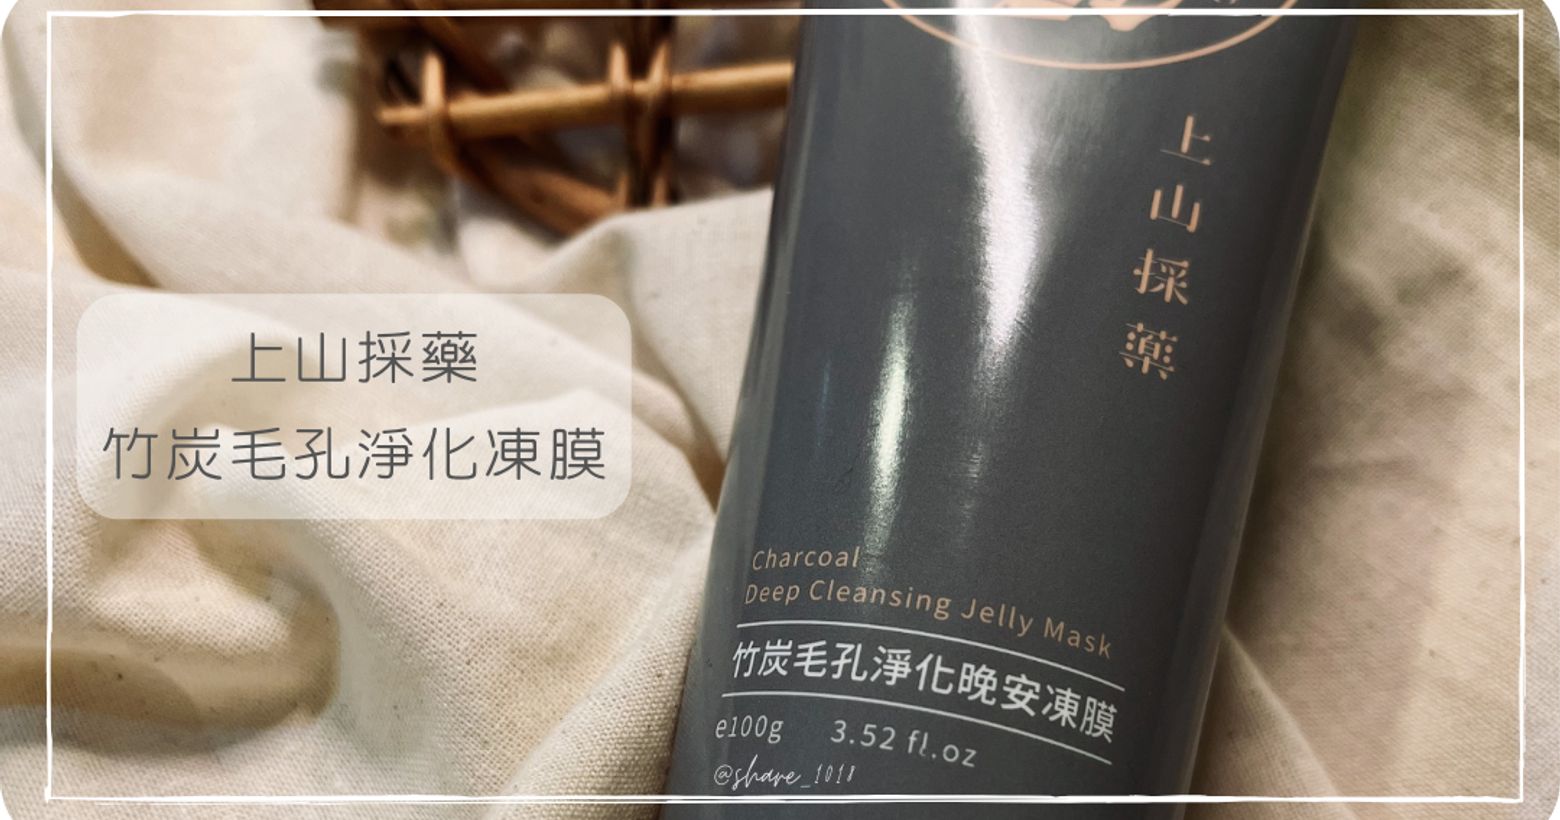 上山採藥
竹炭毛孔淨化凍膜
上山採藥
Charcoal
Deep Cleansing Jelly Mask
竹炭毛孔淨化晚安凍膜
e100g 3.52 fl.oz
@share_1018